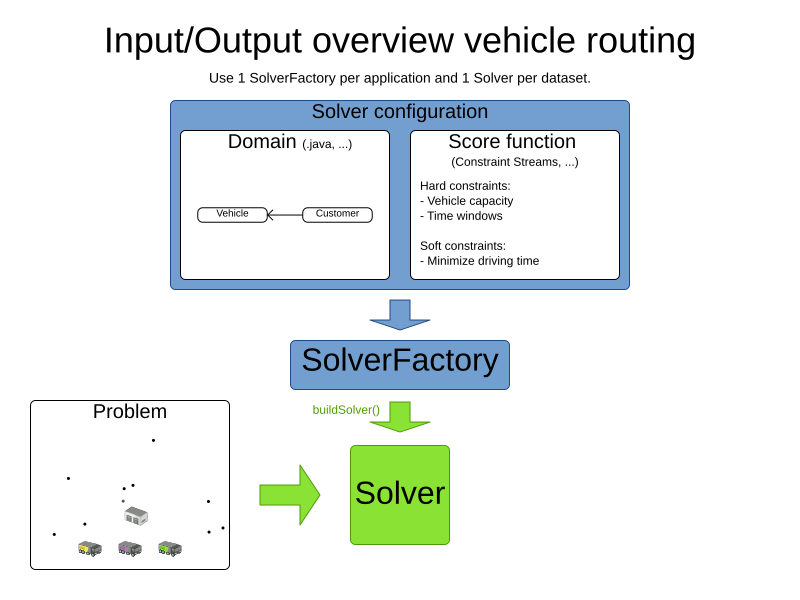 Input/Output overview vehicle routing
Use 1 SolverFactory per application and 1 Solver per dataset.
Solver configuration
Domain (.java, ...)
Vehicle
Customer
Score function
(Constraint Streams, ...)
Hard constraints:
- Vehicle capacity
- Time windows
Soft constraints:
- Minimize driving time
SolverFactory
buildSolver()
Problem
Solver